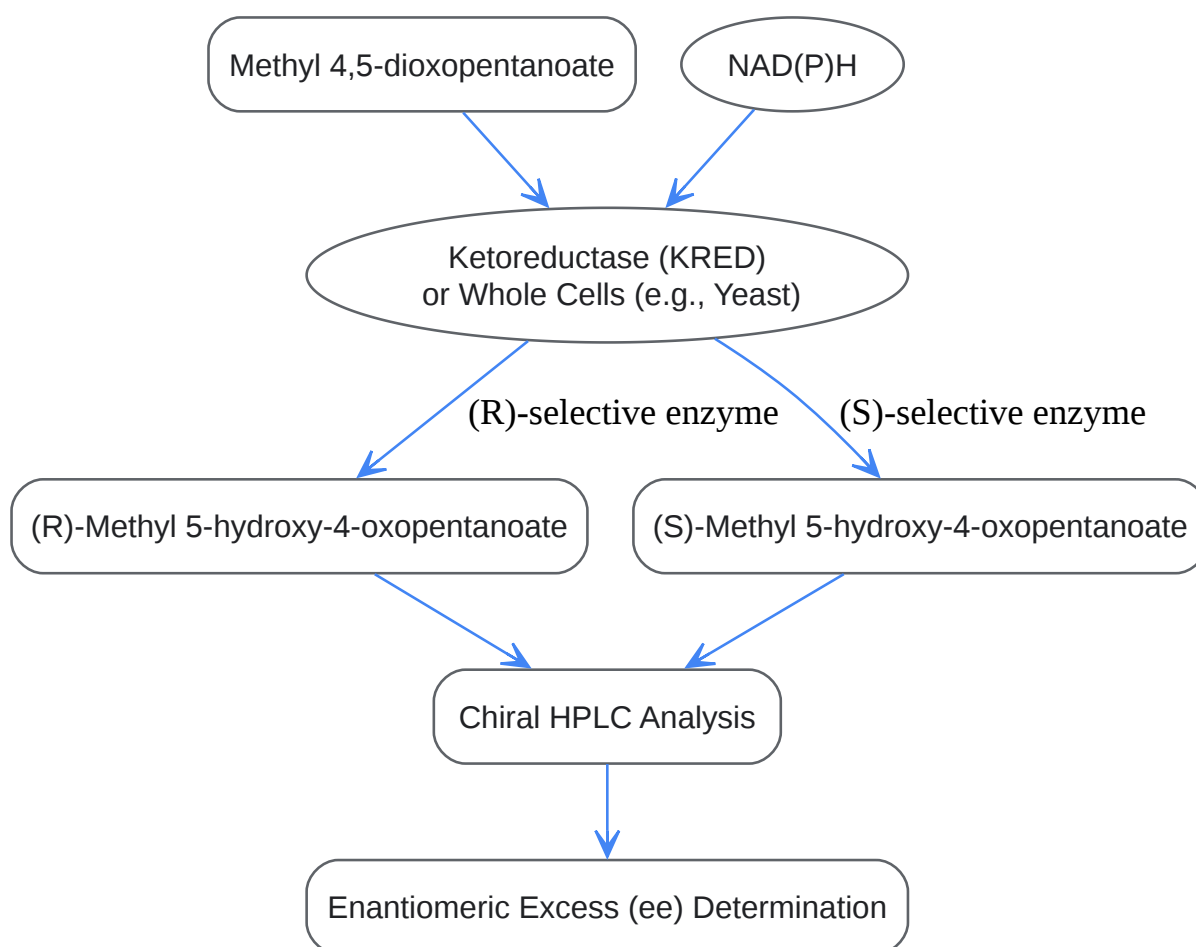 Methyl 4,5-dioxopentanoate
NAD(P)H
Ketoreductase (KRED)
or Whole Cells (e.g., Yeast)
(R)-selective enzyme
(S)-selective enzyme
(R)-Methyl 5-hydroxy-4-oxopentanoate
(S)-Methyl 5-hydroxy-4-oxopentanoate
Chiral HPLC Analysis
Enantiomeric Excess (ee) Determination